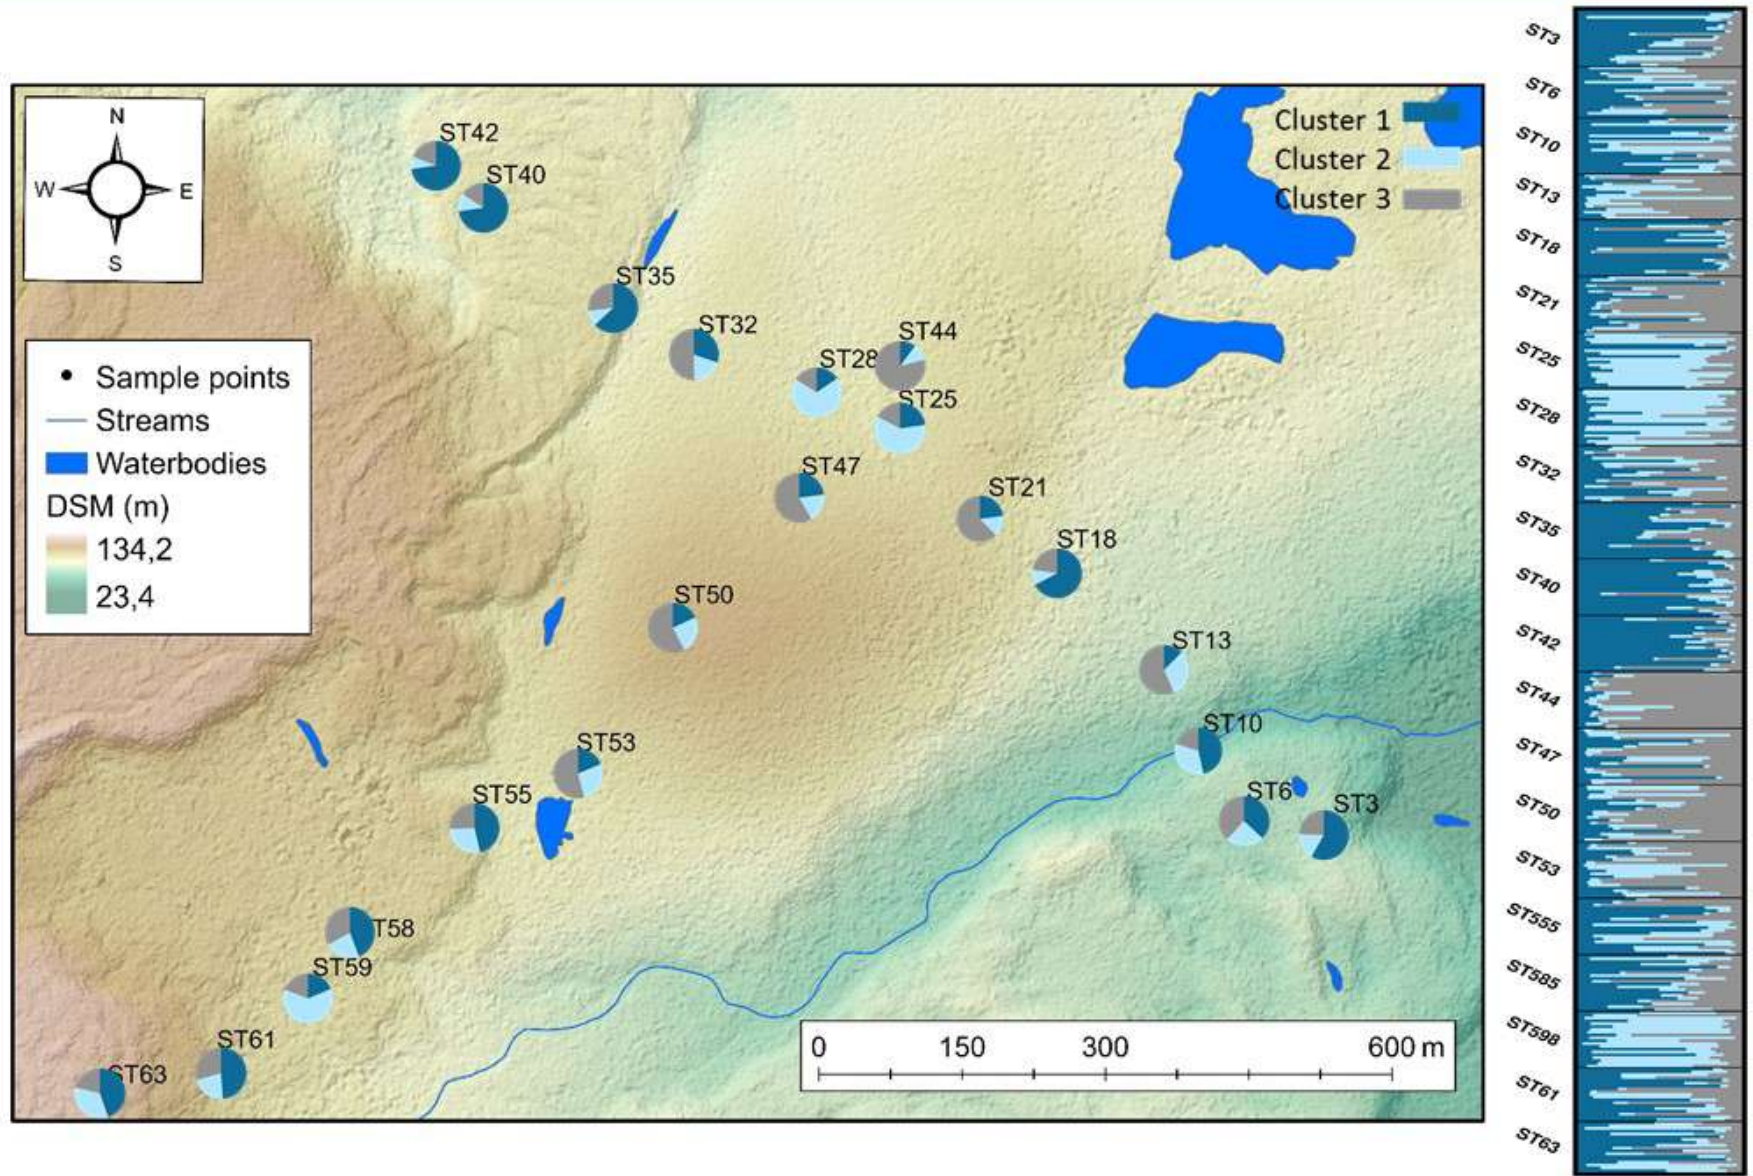 N
W E
S
Sample points
Streams
Waterbodies
DSM (m)
134,2
23,4
Cluster 1
Cluster 2
Cluster 3
ST42
ST40
ST35
ST32
ST44
ST28
ST25
ST47
ST21
ST18
ST50
ST13
ST10
ST53
ST6
ST3
ST55
T58
ST59
ST61
ST63
0 150 300 600 m
ST3
ST6
ST10
ST13
ST18
ST21
ST25
ST28
ST32
ST35
ST40
ST42
ST44
ST47
ST50
ST53
ST555
ST585
ST598
ST61
ST63